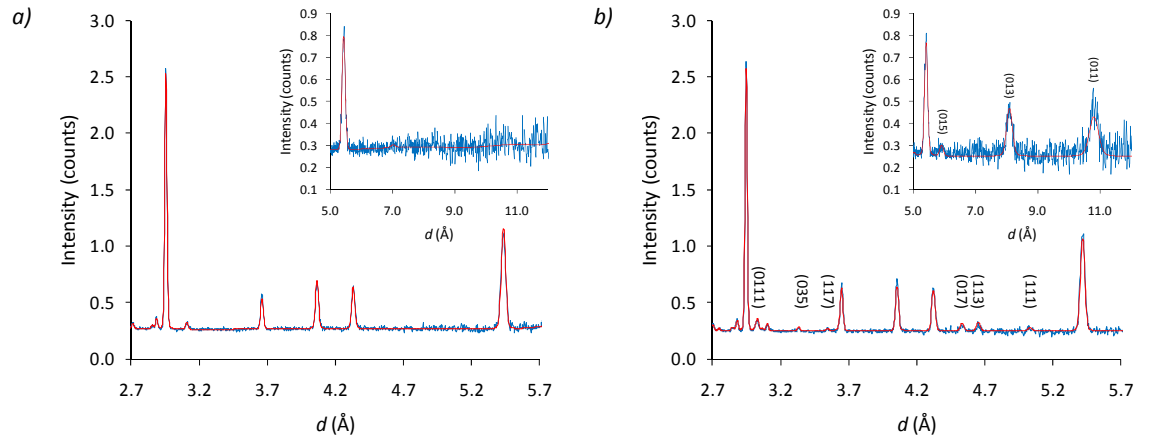 a)
3.0
2.5
2.0
1.5
1.0
0.5
0.0
Intensity (counts)
2.7 3.2 3.7 4.2 4.7 5.2 5.7
d (Å)
0.9
0.8
0.7
0.6
0.5
0.4
0.3
0.2
0.1
Intensity (counts)
5.0 7.0 9.0 11.0
d (Å)
b)
3.0
2.5
2.0
1.5
1.0
0.5
0.0
Intensity (counts)
(0111)
(035)
(117)
(017)
(113)
(111)
2.7 3.2 3.7 4.2 4.7 5.2 5.7
d (Å)
0.9
0.8
0.7
0.6
0.5
0.4
0.3
0.2
0.1
Intensity (counts)
(015)
(013)
(011)
5.0 7.0 9.0 11.0
d (Å)